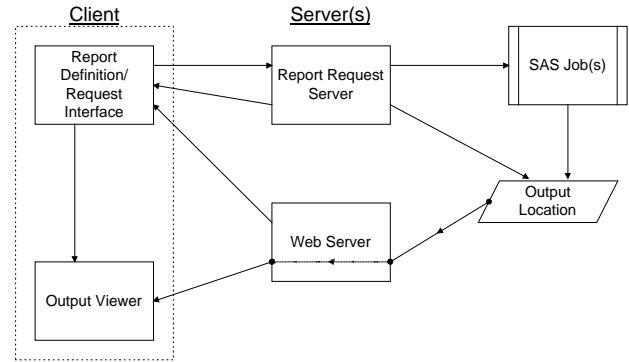 Client
Server(s)
Report
Definition/
Request
Interface
Report Request
Server
SAS Job(s)
Output
Location
Web Server
Output Viewer